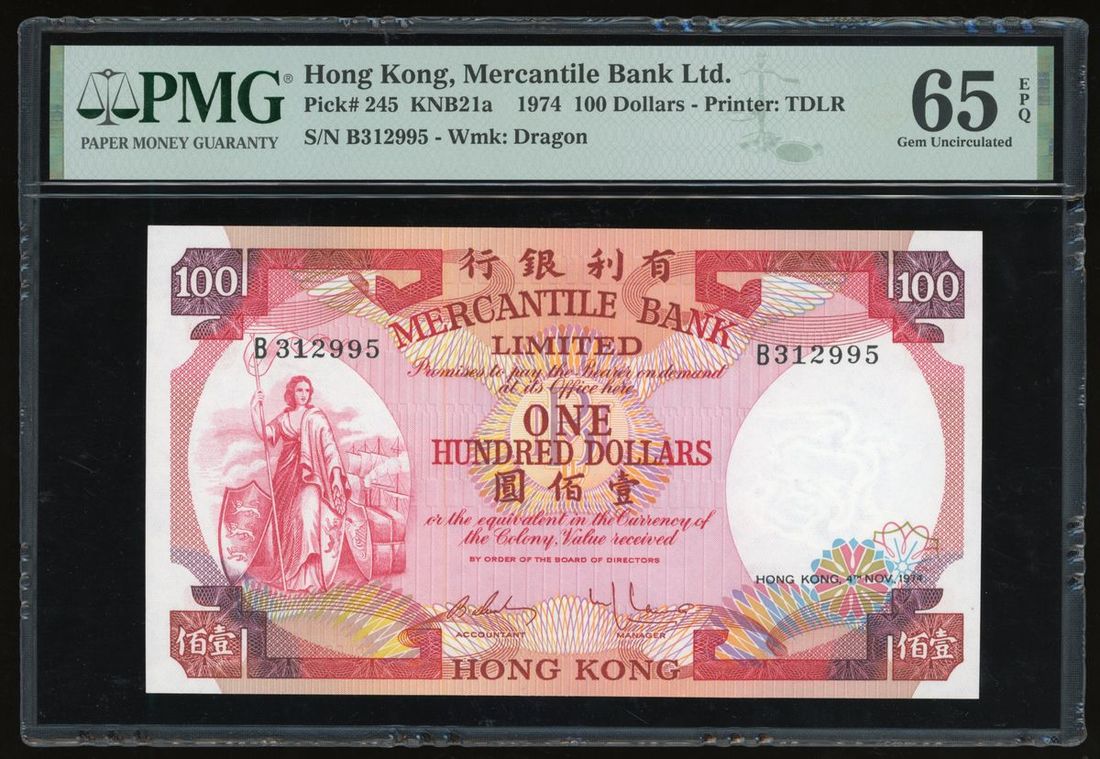 PMG®
PAPER MONEY GUARANTY
Hong Kong, Mercantile Bank Ltd.
Pick# 245 KNB21a 1974 100 Dollars - Printer: TDLR
S/N B312995 - Wmk: Dragon
65 EPQ
Gem Uncirculated
100
行銀利有
100
MERCANTILE BANK
LIMITED
B312995
B312995
Promises to pay the Bearer on demand
at its Office here
ONE
HUNDRED DOLLARS
圓佰壹
or the equivalent in the Currency of
the Colony, Value received
BY ORDER OF THE BOARD OF DIRECTORS
HONG KONG, 4TH NOV, 1974.
ACCOUNTANT
MANAGER
佰壹
HONG KONG
佰壹